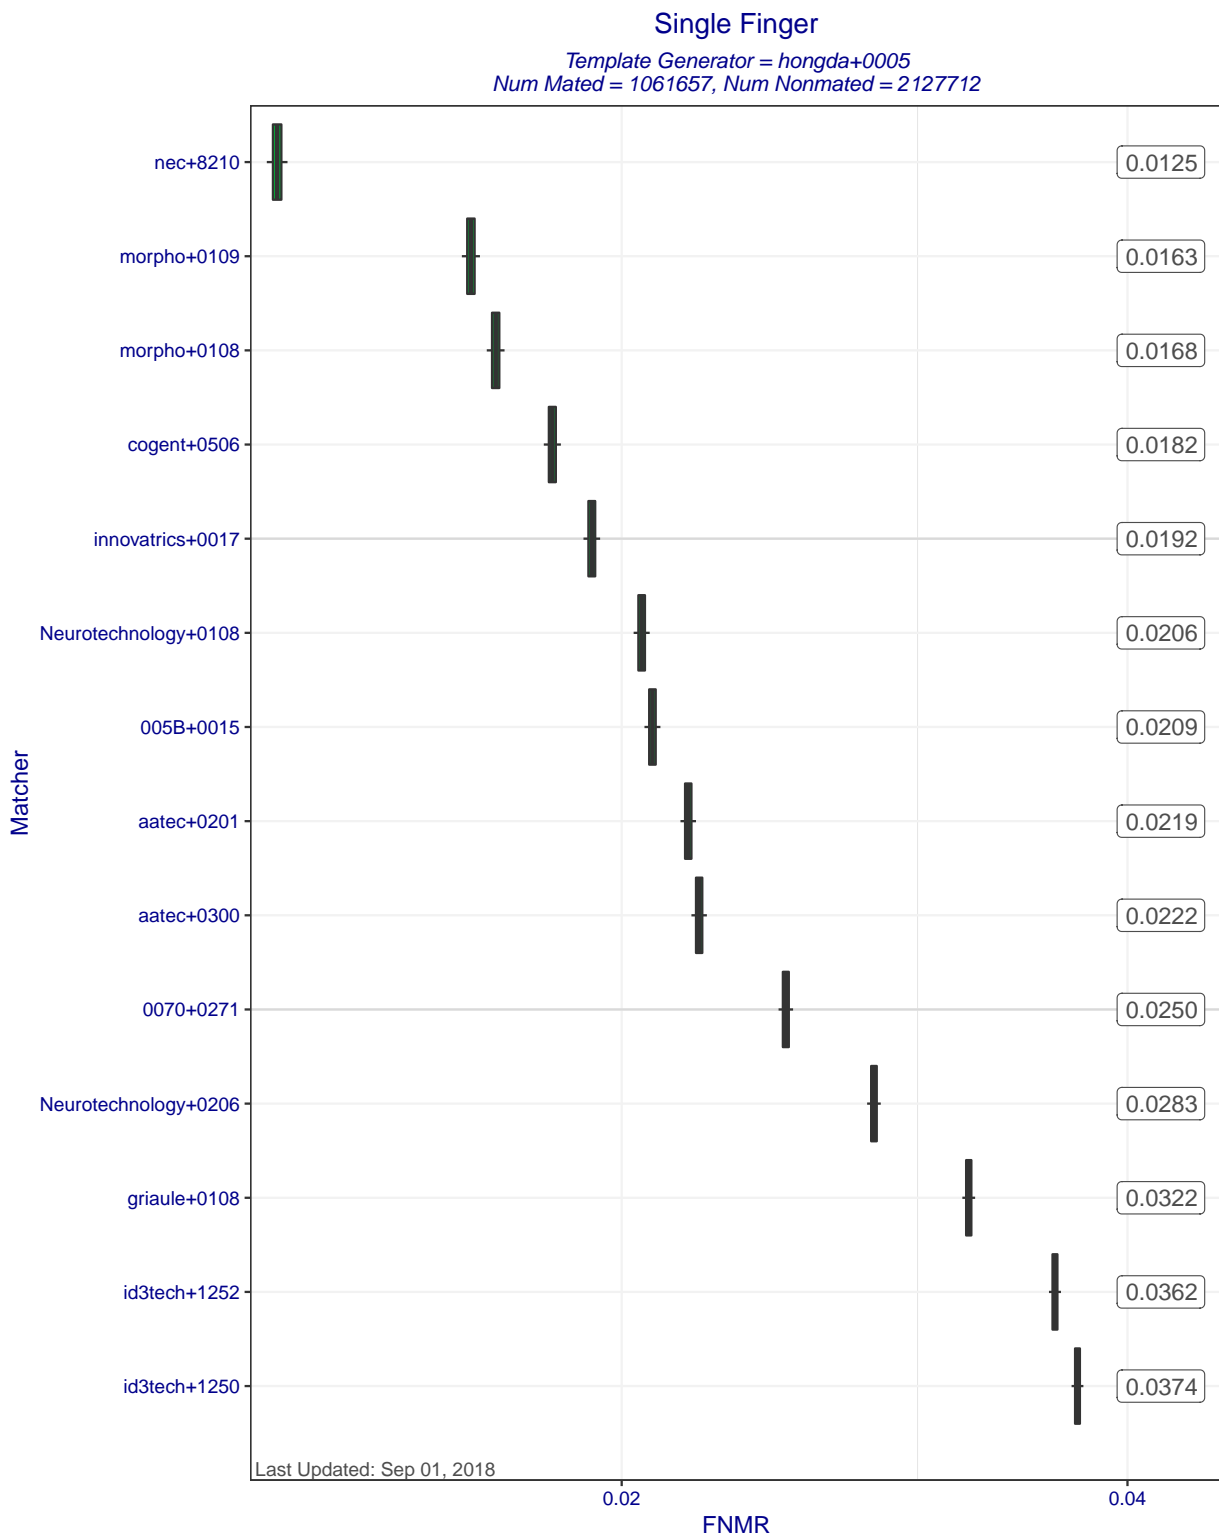 Single Finger
Template Generator = hongda+0005
Num Mated = 1061657, Num Nonmated = 2127712
nec+8210 0.0125
morpho+0109 0.0163
morpho+0108 0.0168
cogent+0506 0.0182
innovatrics+0017 0.0192
Neurotechnology+0108 0.0206
005B+0015 0.0209
aatec+0201 0.0219
aatec+0300 0.0222
0070+0271 0.0250
Neurotechnology+0206 0.0283
griaule+0108 0.0322
id3tech+1252 0.0362
id3tech+1250 0.0374
Matcher
Last Updated: Sep 01, 2018
0.02 0.04
FNMR